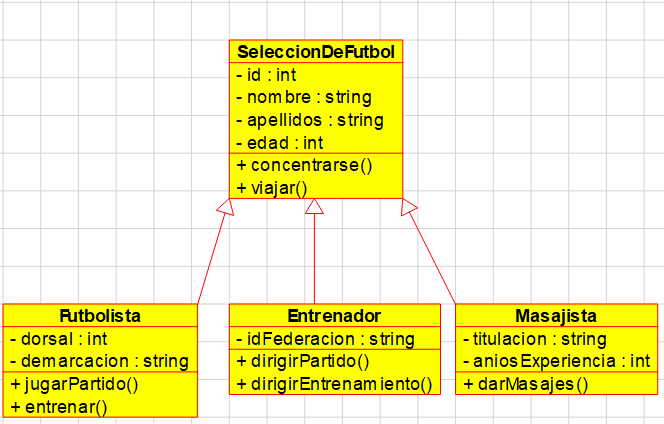 SeleccionDeFutbol
- id : int
- nombre : string
- apellidos : string
- edad : int
+ concentrarse()
+ viajar()
Futbolista
- dorsal : int
- demarcacion : string
+ jugarPartido()
+ entrenar()
Entrenador
- idFederacion : string
+ dirigirPartido()
+ dirigirEntrenamiento()
Masajista
- titulacion : string
- aniosExperiencia : int
+ darMasajes()